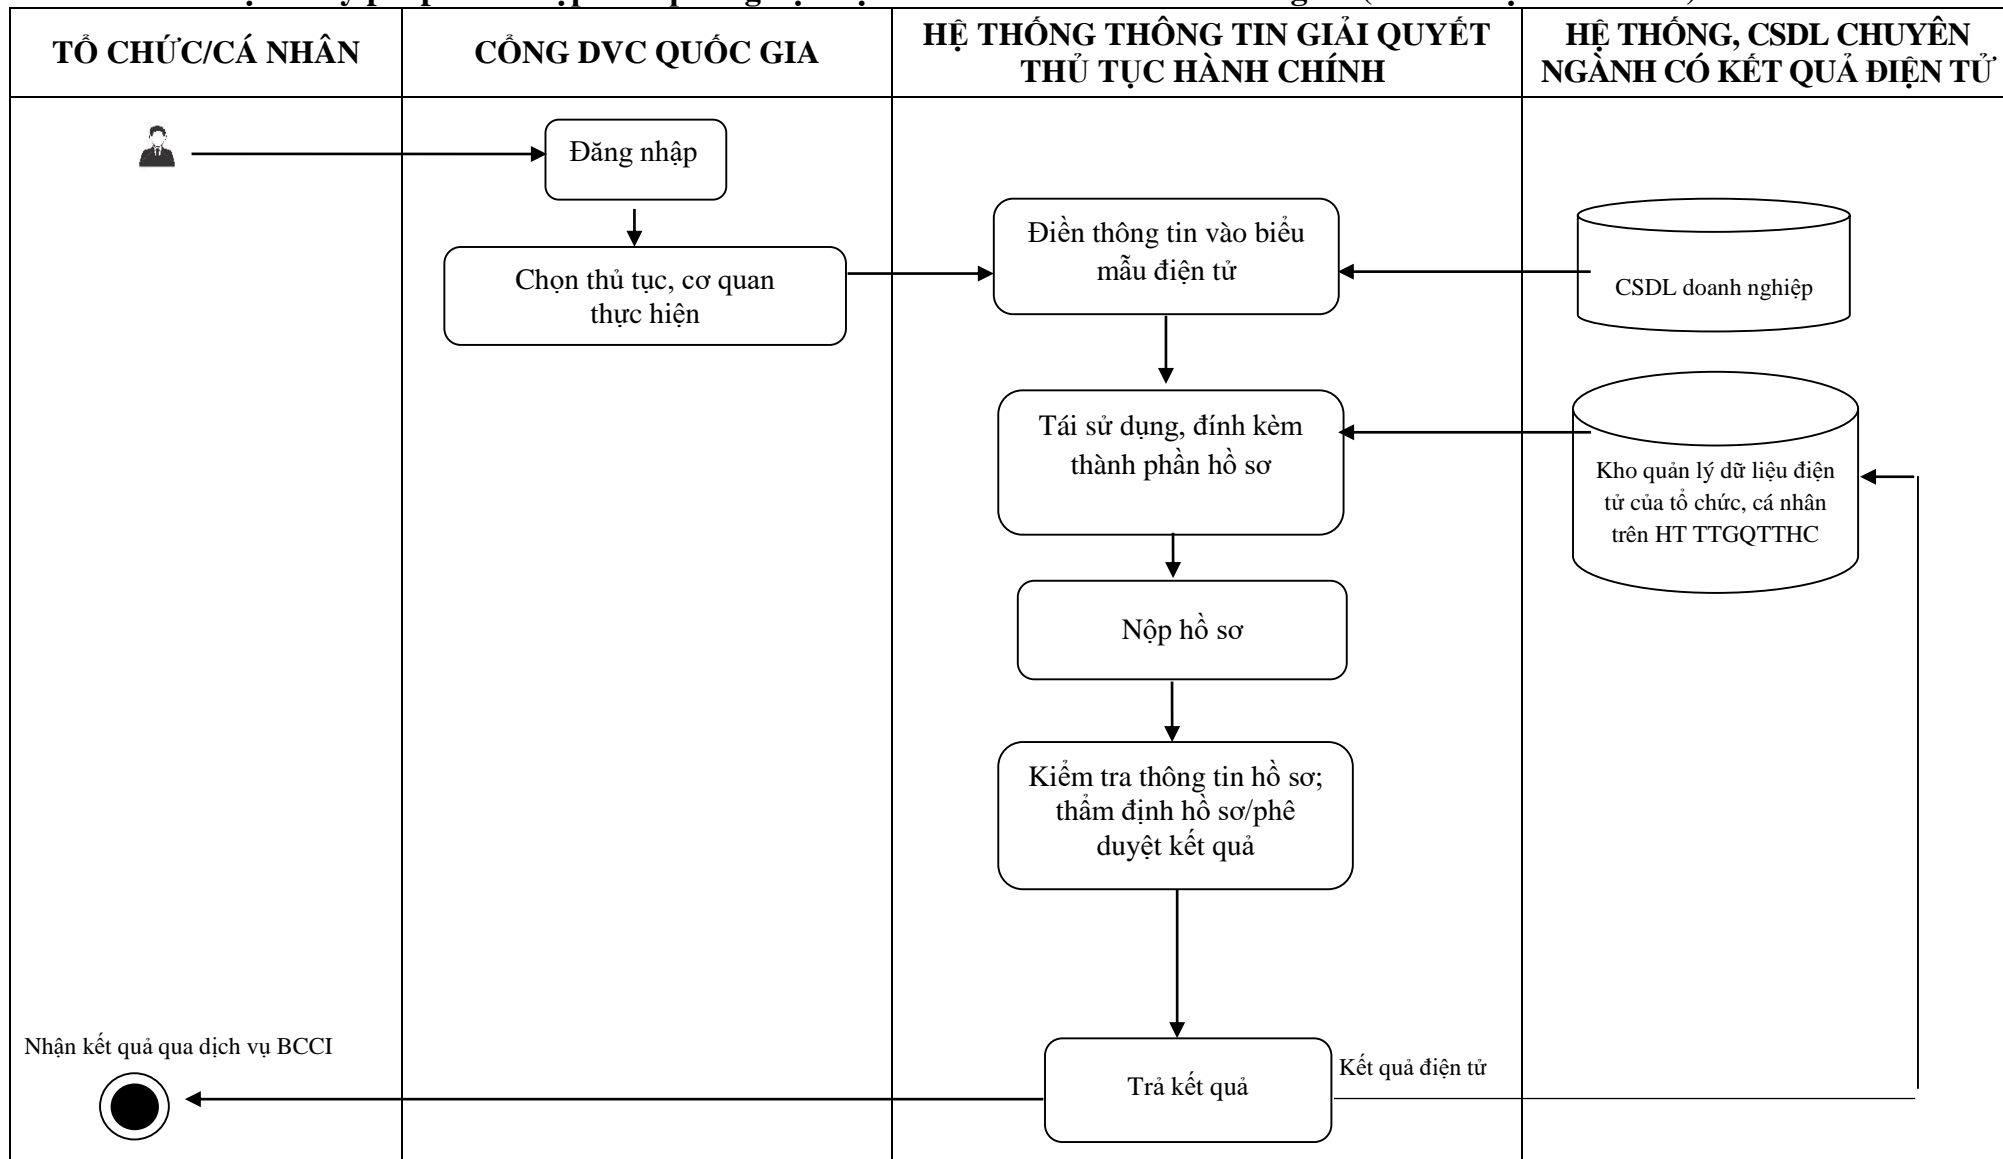 TỔ CHỨC/CÁ NHÂN
CỔNG DVC QUỐC GIA
HỆ THỐNG THÔNG TIN GIẢI QUYẾT
THỦ TỤC HÀNH CHÍNH
HỆ THỐNG, CSDL CHUYÊN
NGÀNH CÓ KẾT QUẢ ĐIỆN TỬ
Đăng nhập
Chọn thủ tục, cơ quan
thực hiện
Điền thông tin vào biểu
mẫu điện tử
CSDL doanh nghiệp
Tái sử dụng, đính kèm
thành phần hồ sơ
Kho quản lý dữ liệu điện
tử của tổ chức, cá nhân
trên HT TTGQTTHC
Nộp hồ sơ
Kiểm tra thông tin hồ sơ;
thẩm định hồ sơ/phê
duyệt kết quả
Nhận kết quả qua dịch vụ BCCI
Trả kết quả
Kết quả điện tử